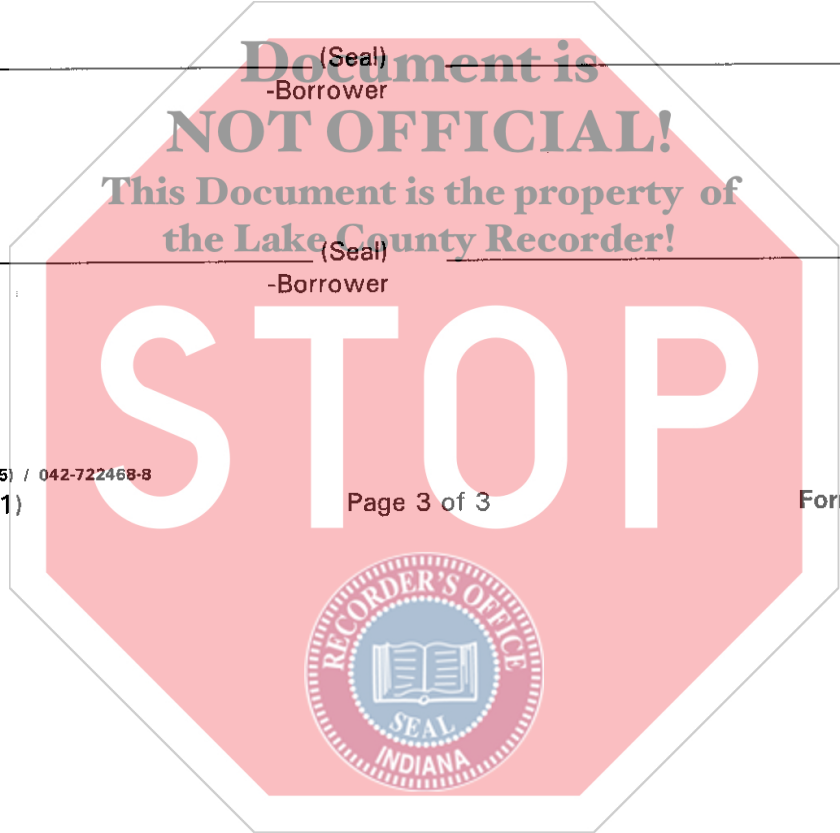 Document is
(Seal)
-Borrower
NOT OFFICIAL!
This Document is the property of
the Lake County Recorder!
(Seal)
-Borrower
STOP
5) / 042-722468-8
1)
Page 3 of 3
For
RECORDER'S OFFICE
SEAL
INDIANA